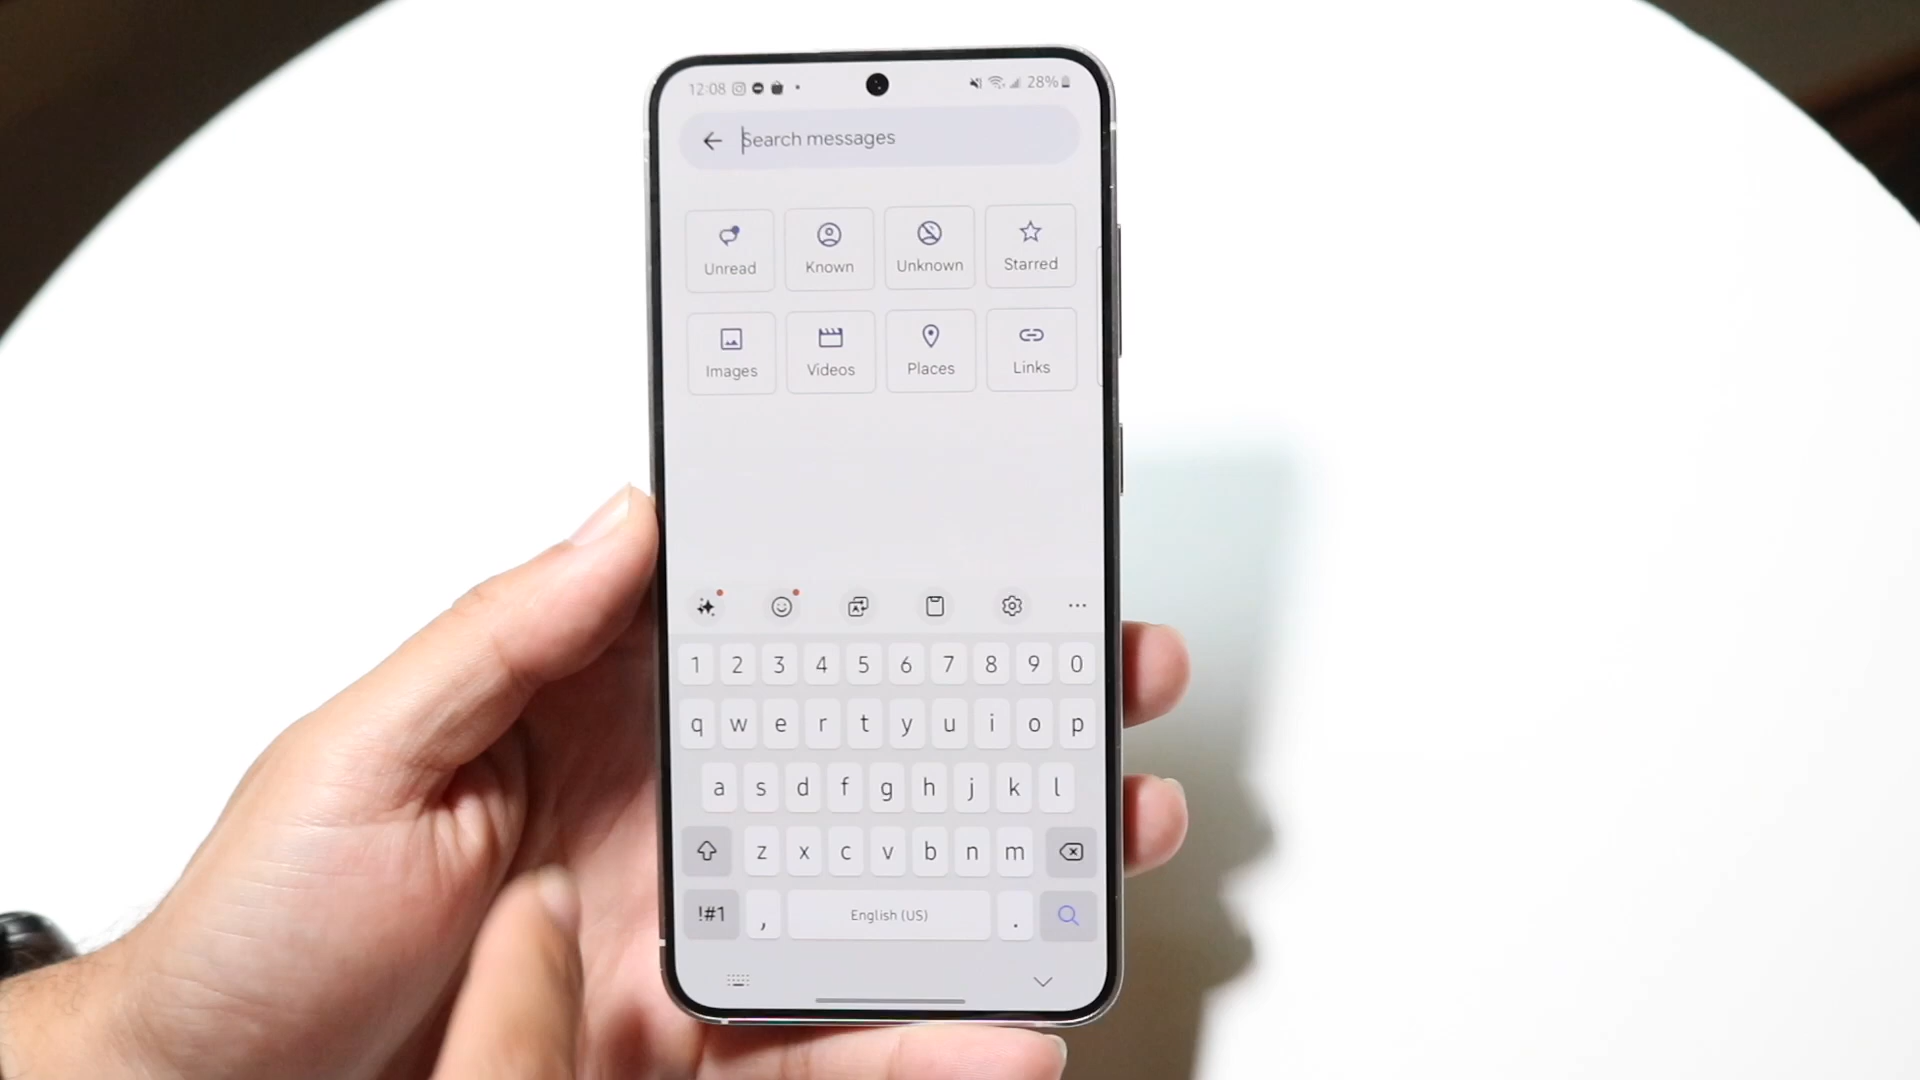 12:08 28%
Search messages
Unread Known Unknown Starred
Images Videos Places Links
1 2 3 4 5 6 7 8 9 0
q w e r t y u i o p
a s d f g h j k l
z x c v b n m
!#1 , English (US) .